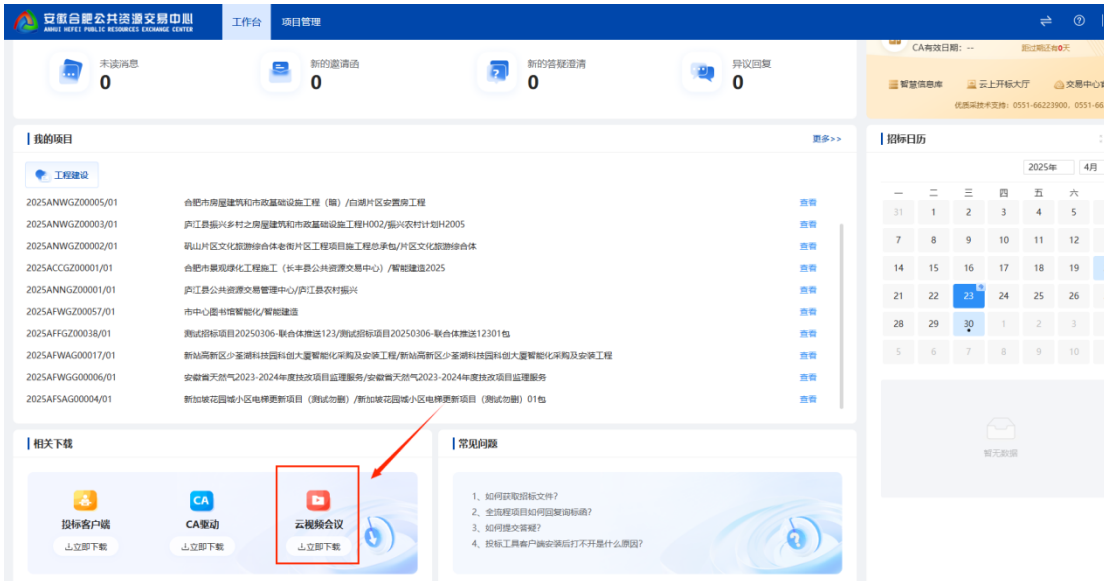 安徽合肥公共资源交易中心
ANHUI HEFEI PUBLIC RESOURCES EXCHANGE CENTER
工作台 项目管理
未读消息
0
新的邀请函
0
新的答疑澄清
0
异议回复
0
CA有效日期: -- 距过期还有0天
智慧信息库 云上开标大厅 交易中心
优质采技术支持: 0551-66223900, 0551-66
我的项目 更多>>
工程建设
2025ANWGZ00005/01 合肥市房屋建筑和市政基础设施工程(暗)/白湖片区安置房工程 查看
2025ANWGZ00003/01 庐江县振兴乡村之房屋建筑和市政基础设施工程H002/振兴农村计划H2005 查看
2025ANWGZ00002/01 矾山片区文化旅游综合体老街片区工程项目施工程总承包/片区文化旅游综合体 查看
2025ACCGZ00001/01 合肥市景观绿化工程施工(长丰县公共资源交易中心)/智能建造2025 查看
2025ANNGZ00001/01 庐江县公共资源交易管理中心/庐江县农村振兴 查看
2025AFWGZ00057/01 市中心图书馆智能化/智能建造 查看
2025AFFGZ00038/01 测试招标项目20250306-联合体推送123/测试招标项目20250306-联合体推送12301包 查看
2025AFWAG00017/01 新站高新区少荃湖科技园科创大厦智能化采购及安装工程/新站高新区少荃湖科技园科创大厦智能化采购及安装工程 查看
2025AFWGG00006/01 安徽省天然气2023-2024年度技改项目监理服务/安徽省天然气2023-2024年度技改项目监理服务 查看
2025AFSAG00004/01 新加坡花园城小区电梯更新项目(测试勿删)/新加坡花园城小区电梯更新项目(测试勿删)01包 查看
招标日历
2025年 4月
一 二 三 四 五 六
31 1 2 3 4 5
7 8 9 10 11 12
14 15 16 17 18 19
21 22 23 24 25 26
28 29 30 1 2 3
5 6 7 8 9 10
暂无数据
相关下载
投标客户端
立即下载
CA
CA驱动
立即下载
云视频会议
立即下载
常见问题
1、如何获取招标文件?
2、全流程项目如何回复询标函?
3、如何提交答疑?
4、投标工具客户端安装后打不开是什么原因?